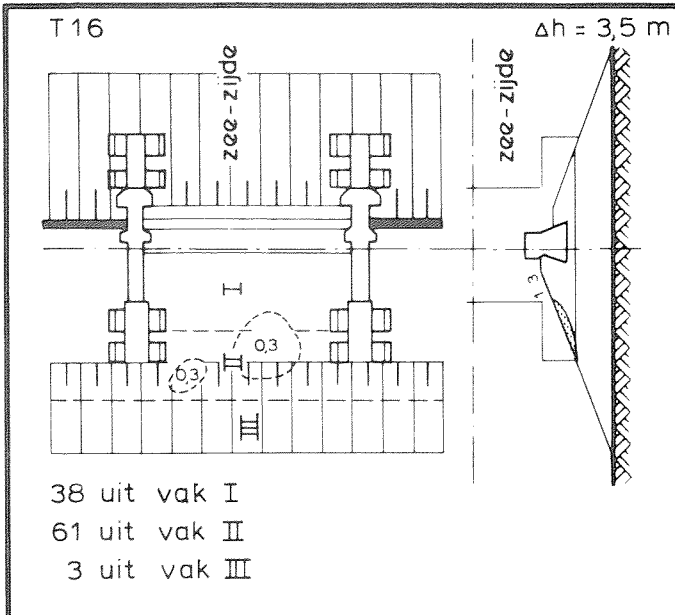 T16
Δh = 3,5 m
zee-zijde
zee-zijde
I
0,3
0,3
II
III
1 3
38 uit vak I
61 uit vak II
3 uit vak III